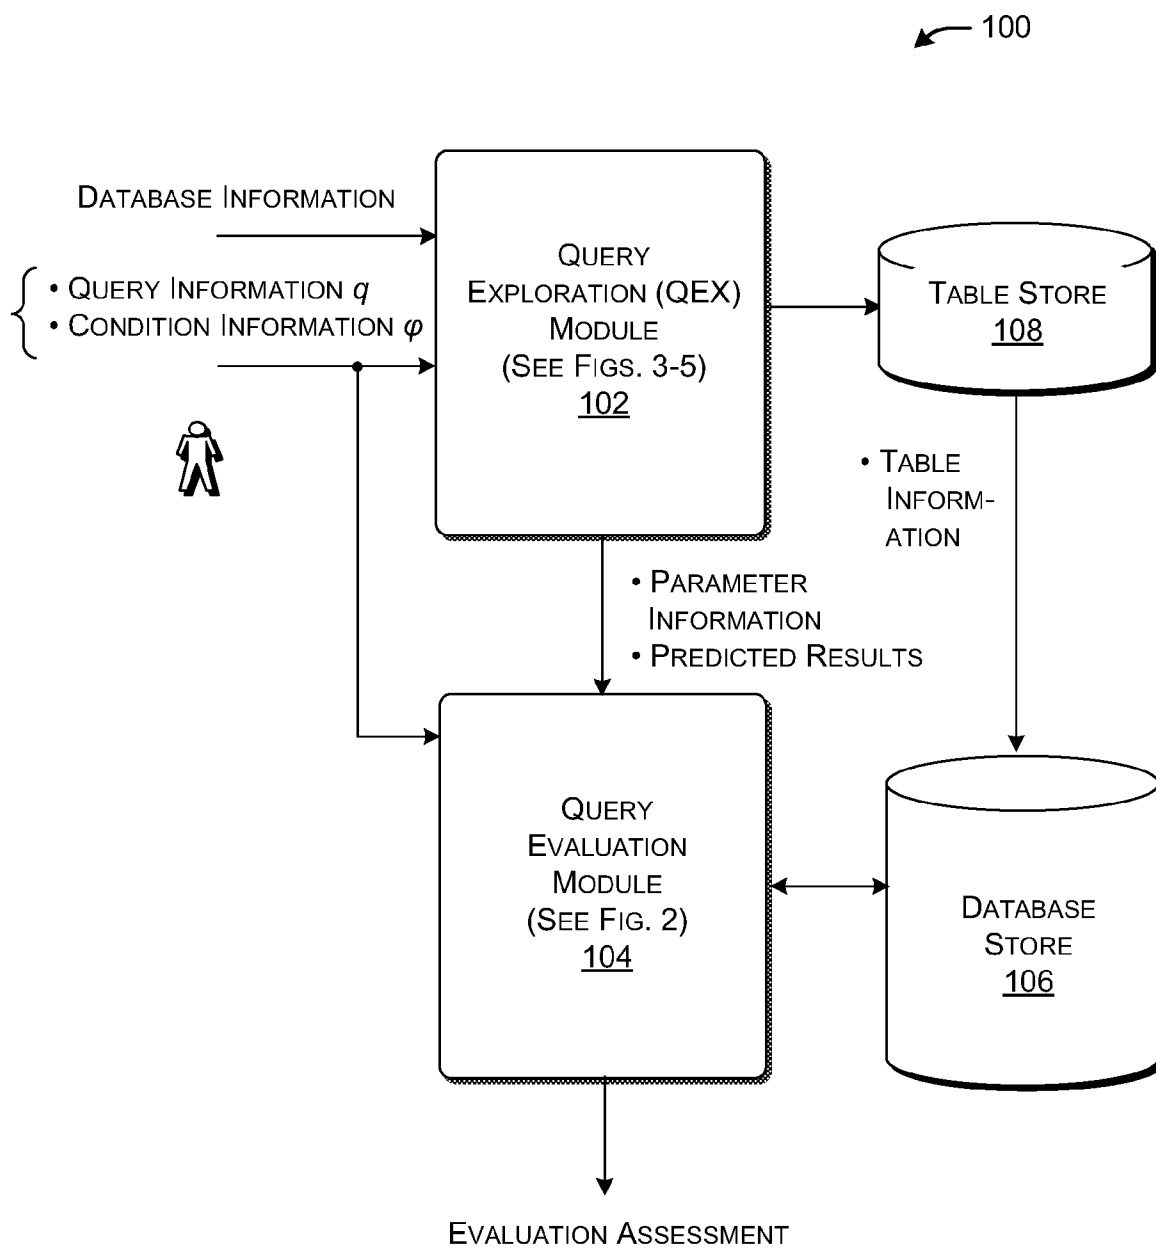 100
Database Information
• Query Information q
• Condition Information φ
Query
Exploration (QEX)
Module
(See Figs. 3-5)
102
Table Store
108
• Table
Inform-
ation
• Parameter
Information
• Predicted Results
Query
Evaluation
Module
(See Fig. 2)
104
Database
Store
106
Evaluation Assessment